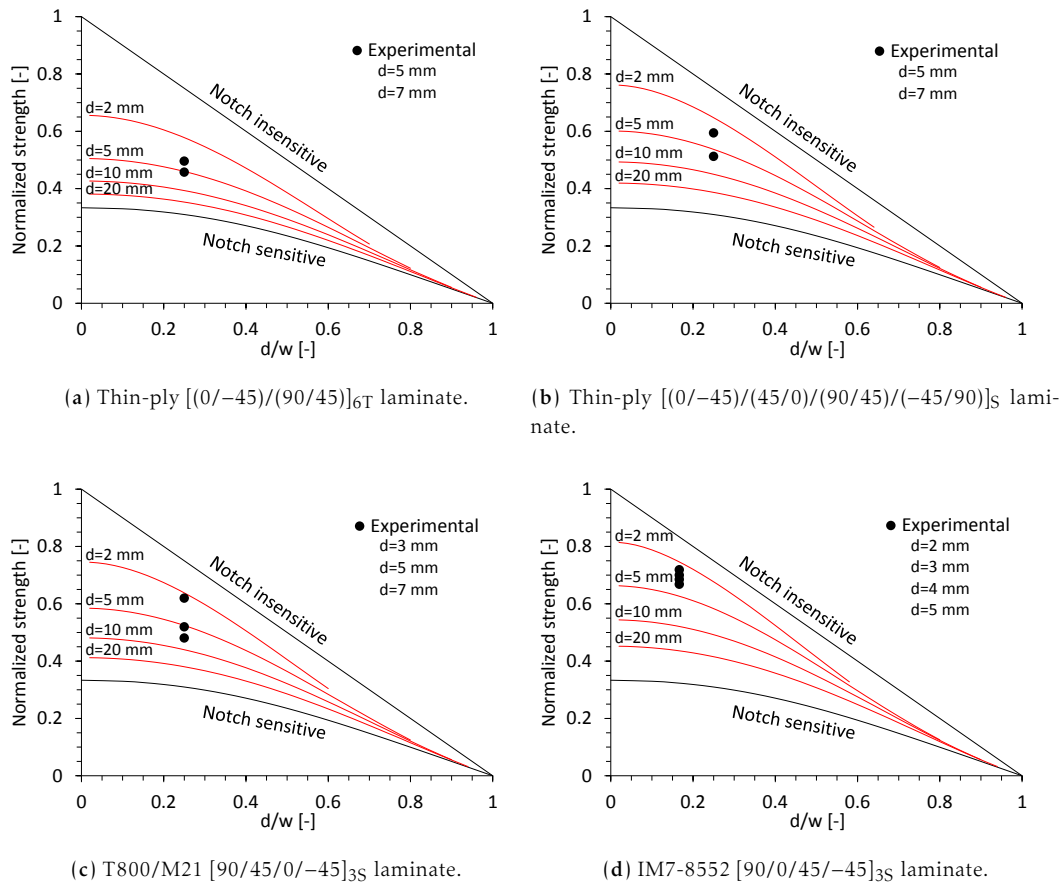 Normalized strength [-]
1
0.8
0.6
0.4
0.2
0
0 0.2 0.4 0.6 0.8 1
d/w [-]
Experimental
d=5 mm
d=7 mm
d=2 mm
d=5 mm
d=10 mm
d=20 mm
Notch insensitive
Notch sensitive
(a) Thin-ply [(0/−45)/(90/45)]6T laminate.
Normalized strength [-]
1
0.8
0.6
0.4
0.2
0
0 0.2 0.4 0.6 0.8 1
d/w [-]
Experimental
d=5 mm
d=7 mm
d=2 mm
d=5 mm
d=10 mm
d=20 mm
Notch insensitive
Notch sensitive
(b) Thin-ply [(0/−45)/(45/0)/(90/45)/(−45/90)]S lami-
nate.
Normalized strength [-]
1
0.8
0.6
0.4
0.2
0
0 0.2 0.4 0.6 0.8 1
d/w [-]
Experimental
d=3 mm
d=5 mm
d=7 mm
d=2 mm
d=5 mm
d=10 mm
d=20 mm
Notch insensitive
Notch sensitive
(c) T800/M21 [90/45/0/−45]3S laminate.
Normalized strength [-]
1
0.8
0.6
0.4
0.2
0
0 0.2 0.4 0.6 0.8 1
d/w [-]
Experimental
d=2 mm
d=3 mm
d=4 mm
d=5 mm
d=2 mm
d=5 mm
d=10 mm
d=20 mm
Notch insensitive
Notch sensitive
(d) IM7-8552 [90/0/45/−45]3S laminate.